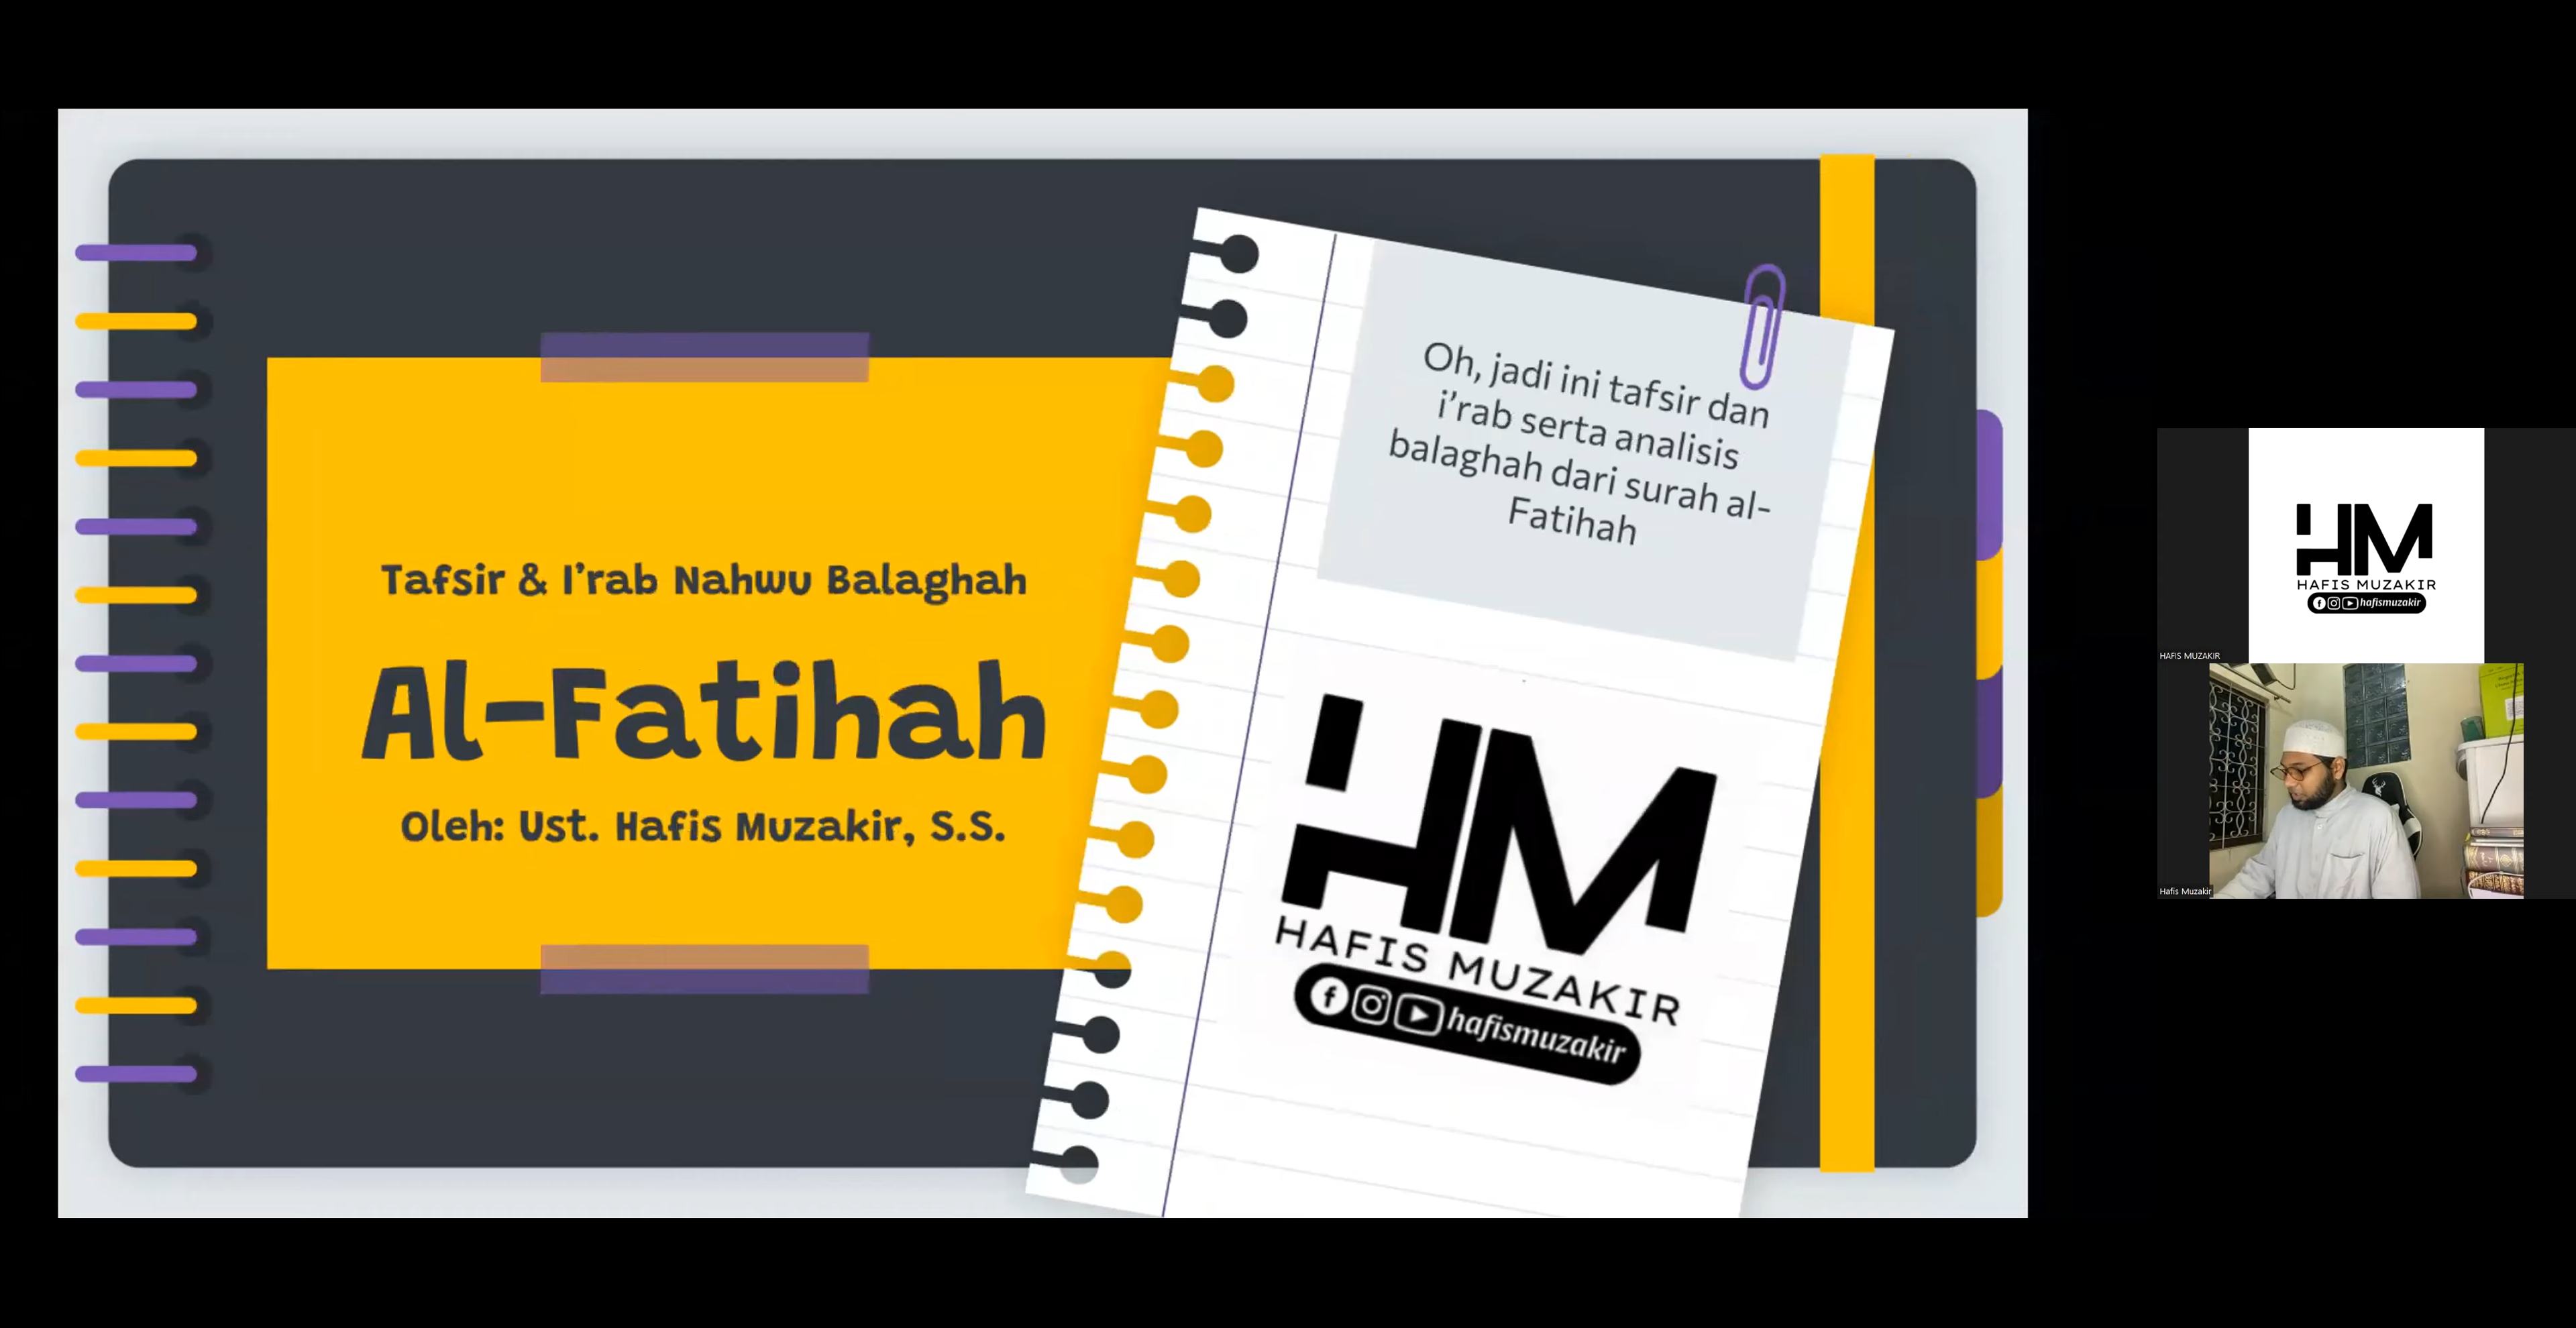 Tafsir & I’rab Nahwu Balaghah
Al-Fatihah
Oleh: Ust. Hafis Muzakir, S.S.
Oh, jadi ini tafsir dan
i’rab serta analisis
balaghah dari surah al-
Fatihah
HM
HAFIS MUZAKIR
hafismuzakir
HM
HAFIS MUZAKIR
hafismuzakir
HAFIS MUZAKIR
Hafis Muzakir